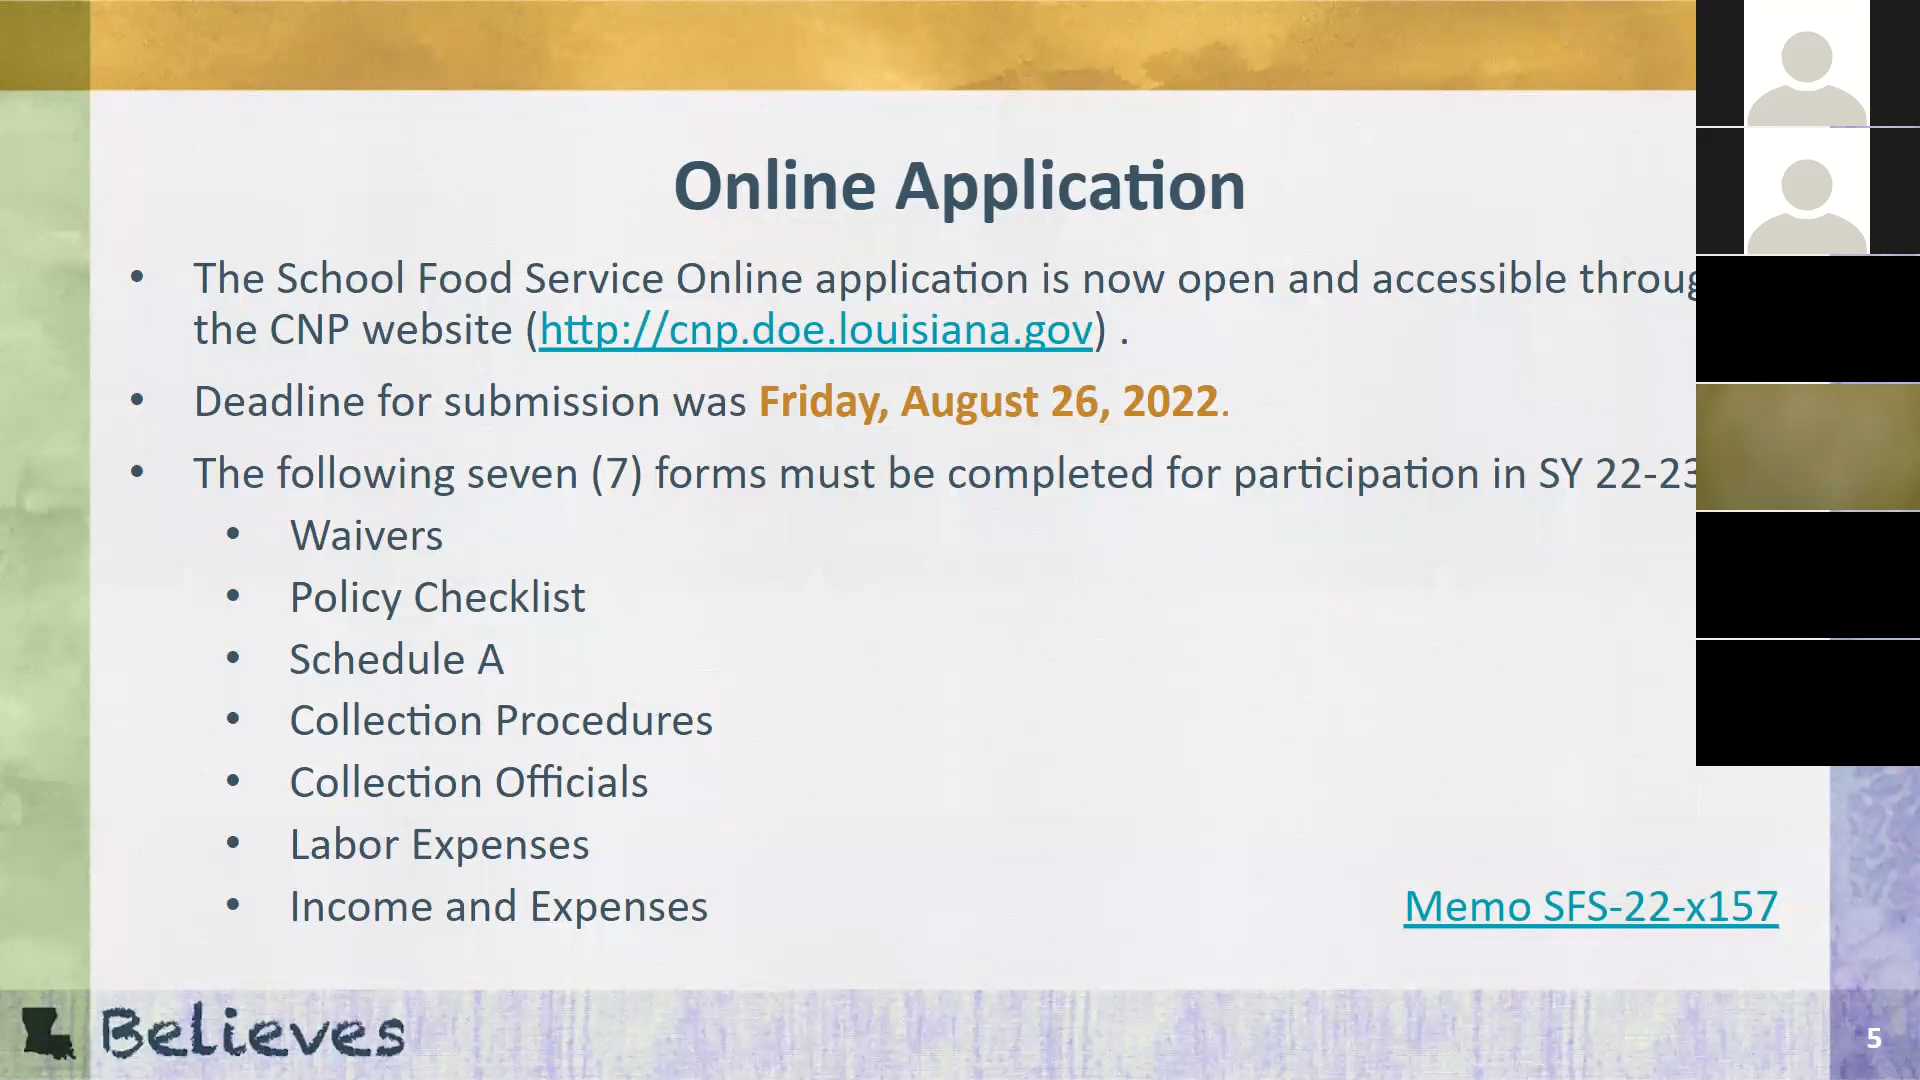 Online Application
• The School Food Service Online application is now open and accessible
the CNP website (http://cnp.doe.louisiana.gov) .
• Deadline for submission was Friday, August 26, 2022.
• The following seven (7) forms must be completed for participation in SY 22-23
• Waivers
• Policy Checklist
• Schedule A
• Collection Procedures
• Collection Officials
• Labor Expenses
• Income and Expenses
Memo SFS-22-x157
Believes
5